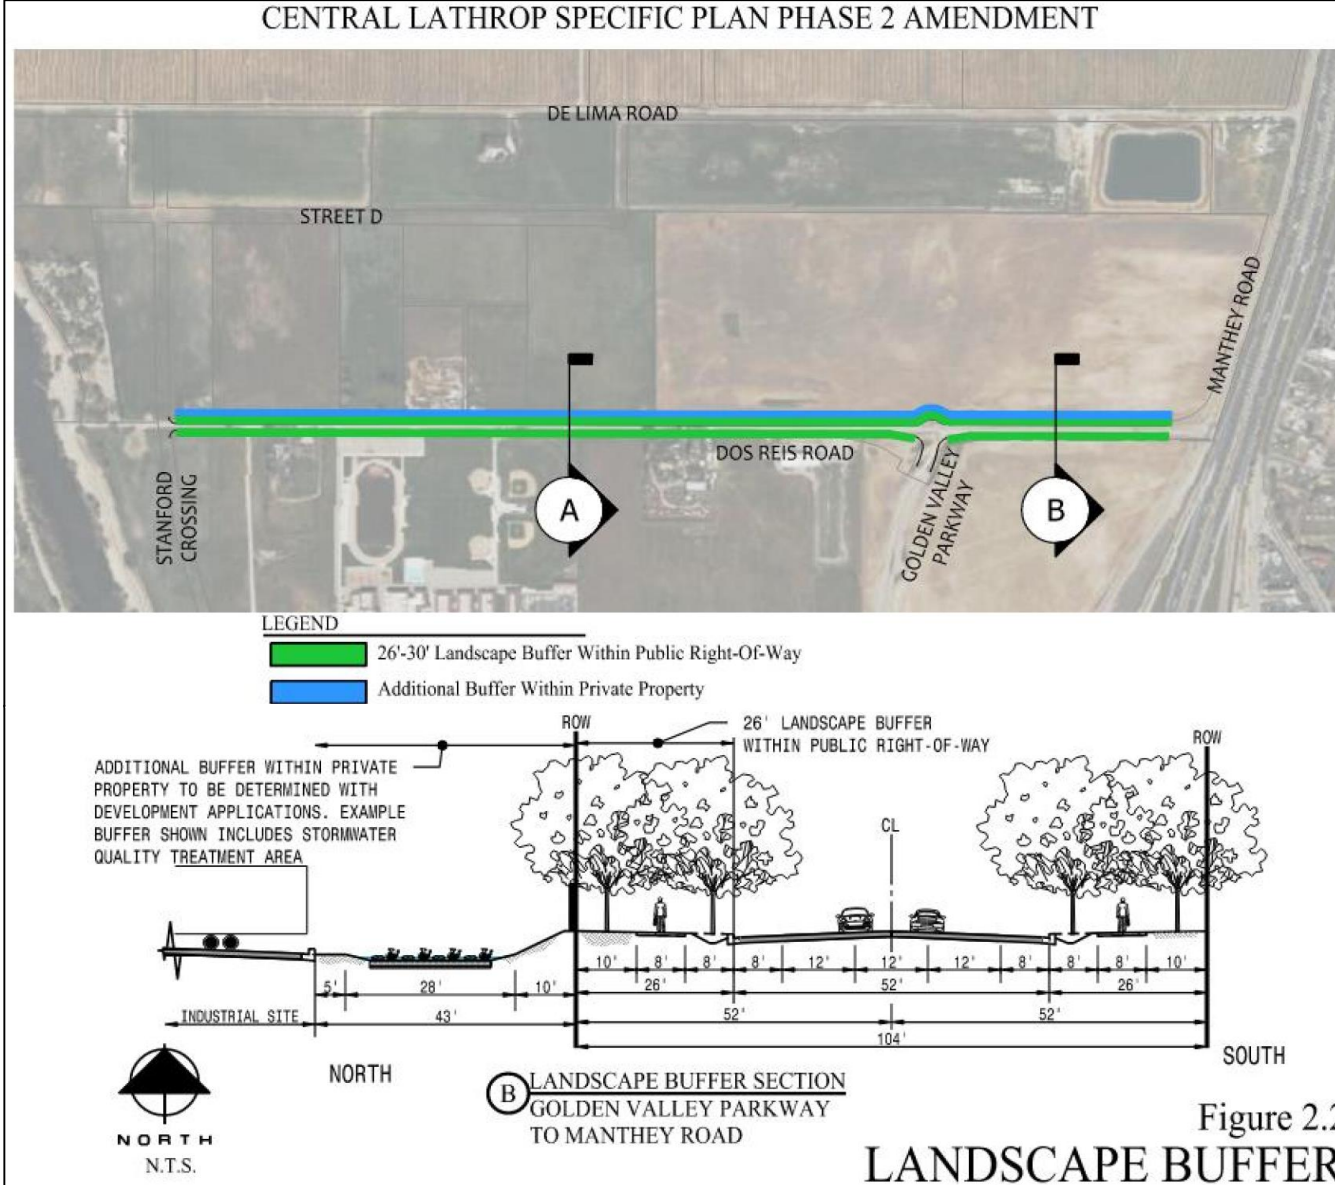 CENTRAL LATHROP SPECIFIC PLAN PHASE 2 AMENDMENT
DE LIMA ROAD
STREET D
MANTHEY ROAD
DOS REIS ROAD
STANFORD
CROSSING
A
GOLDEN VALLEY
PARKWAY
B
LEGEND
26'-30' Landscape Buffer Within Public Right-Of-Way
Additional Buffer Within Private Property
ROW
26' LANDSCAPE BUFFER
WITHIN PUBLIC RIGHT-OF-WAY
ROW
ADDITIONAL BUFFER WITHIN PRIVATE
PROPERTY TO BE DETERMINED WITH
DEVELOPMENT APPLICATIONS. EXAMPLE
BUFFER SHOWN INCLUDES STORMWATER
QUALITY TREATMENT AREA
CL
10' 8' 8' 8' 12' 12' 12' 8' 8' 8' 10'
5' 28' 10' 26' 52' 26'
INDUSTRIAL SITE 43' 52' 52'
104'
NORTH
SOUTH
B LANDSCAPE BUFFER SECTION
GOLDEN VALLEY PARKWAY
TO MANTHEY ROAD
NORTH
N.T.S.
Figure 2.2
LANDSCAPE BUFFER